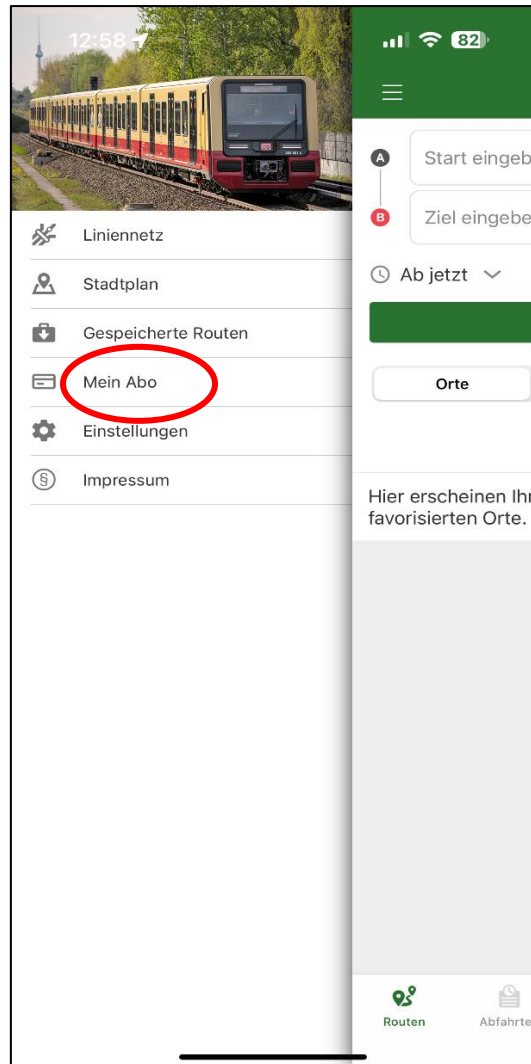 12:58
82
Liniennetz
Stadtplan
Gespeicherte Routen
Mein Abo
Einstellungen
Impressum
A
Start eingeb
B
Ziel eingebe
Ab jetzt
Orte
Hier erscheinen Ihr
favorisierten Orte.
Routen
Abfahrte